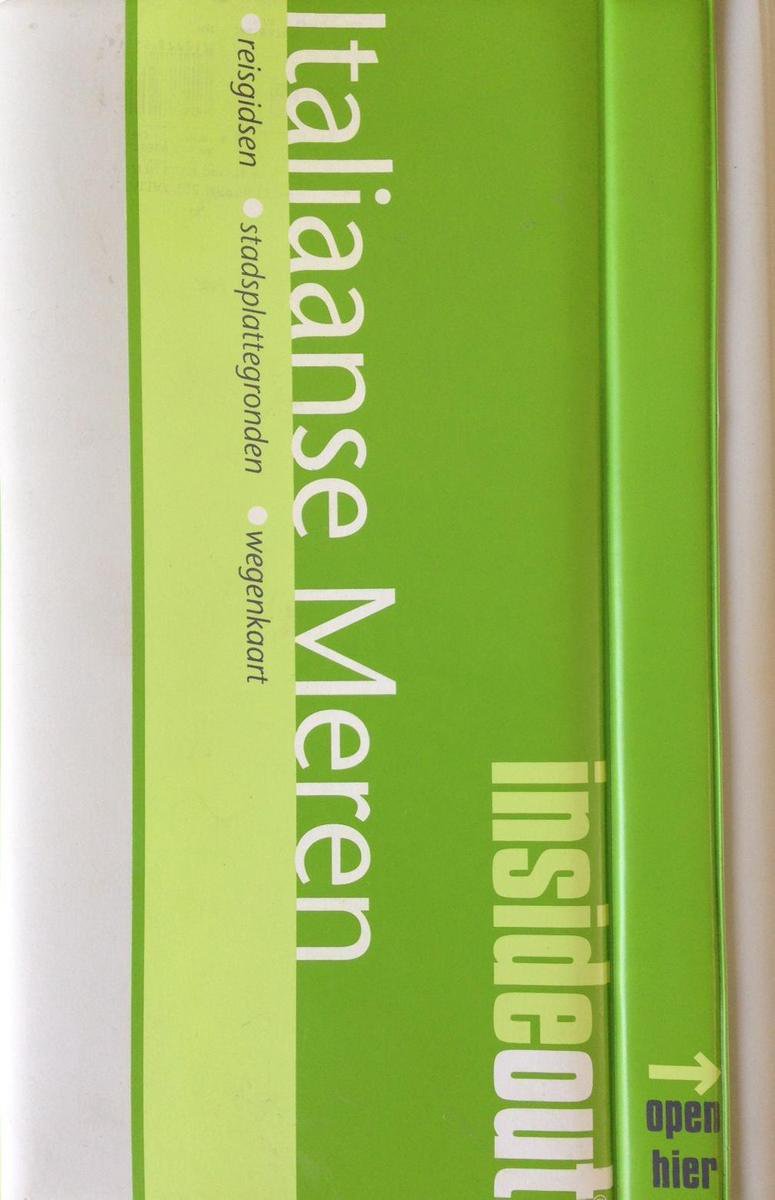 insideout
Italiaanse Meren
• reisgidsen • stadsplattegronden • wegenkaart
↑
open
hier